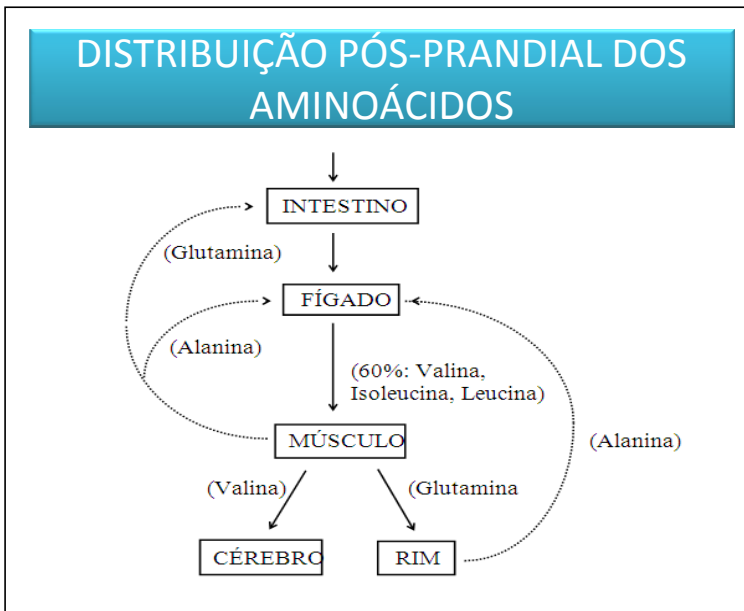 DISTRIBUIÇÃO PÓS-PRANDIAL DOS
AMINOÁCIDOS
INTESTINO
(Glutamina)
FÍGADO
(Alanina)
(60%: Valina,
Isoleucina, Leucina)
MÚSCULO
(Alanina)
(Valina)
(Glutamina
CÉREBRO
RIM